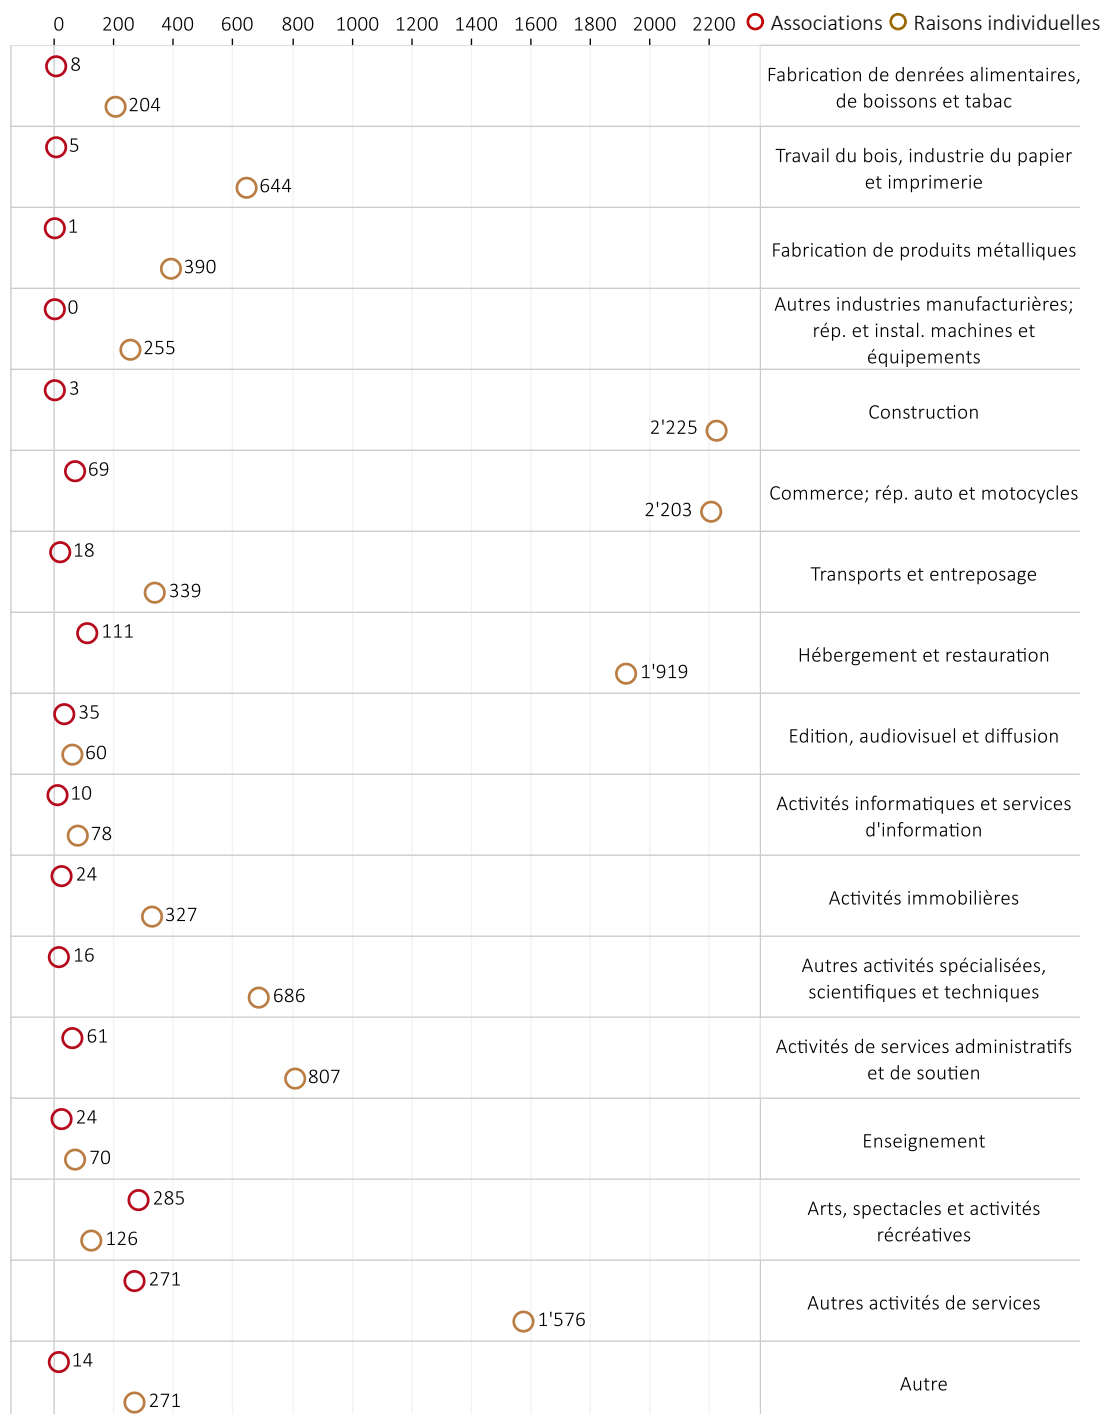 0 200 400 600 800 1000 1200 1400 1600 1800 2000 2200 Associations Raisons individuelles
8
204
Fabrication de denrées alimentaires,
de boissons et tabac
5
644
Travail du bois, industrie du papier
et imprimerie
1
390
Fabrication de produits métalliques
0
255
Autres industries manufacturières;
rép. et instal. machines et
équipements
3
2'225
Construction
69
2'203
Commerce; rép. auto et motocycles
18
339
Transports et entreposage
111
1'919
Hébergement et restauration
35
60
Edition, audiovisuel et diffusion
10
78
Activités informatiques et services
d'information
24
327
Activités immobilières
16
686
Autres activités spécialisées,
scientifiques et techniques
61
807
Activités de services administratifs
et de soutien
24
70
Enseignement
285
126
Arts, spectacles et activités
récréatives
271
1'576
Autres activités de services
14
271
Autre